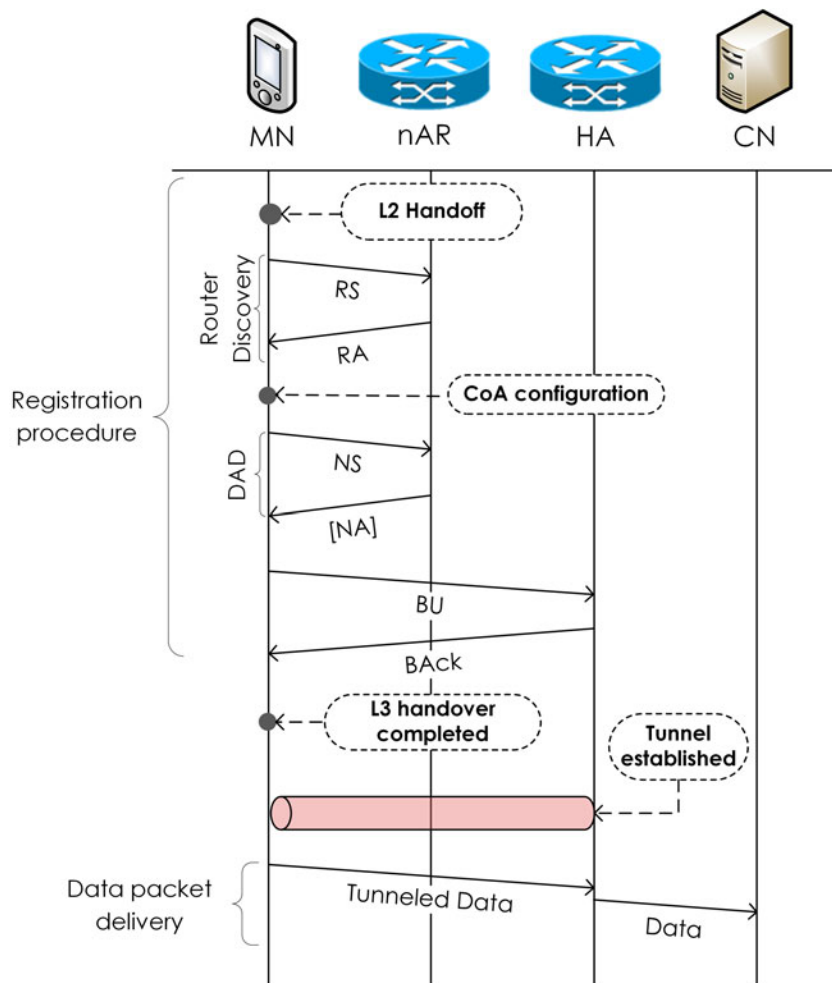 MN
nAR
HA
CN
L2 Handoff
Router
Discovery
RS
RA
CoA configuration
Registration
procedure
DAD
NS
[NA]
BU
BAck
L3 handover
completed
Tunnel
established
Data packet
delivery
Tunneled Data
Data